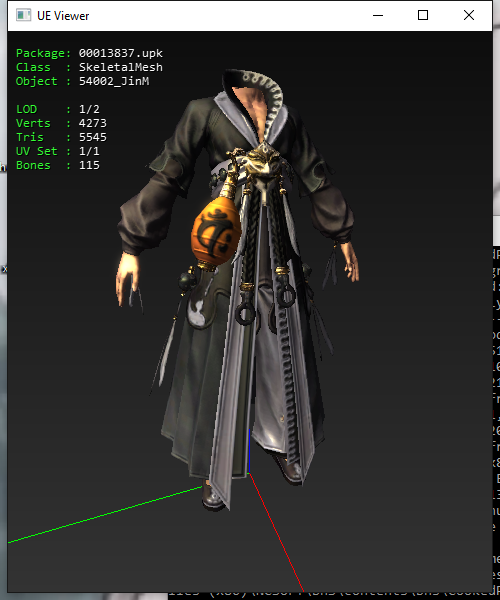 UE Viewer
Package: 00013837.upk
Class  : SkeletalMesh
Object : 54002_JinM
LOD    : 1/2
Verts  : 4273
Tris   : 5545
UV Set : 1/1
Bones  : 115